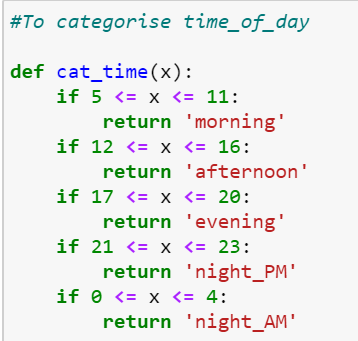 #To categorise time_of_day
def cat_time(x):
    if 5 <= x <= 11:
        return 'morning'
    if 12 <= x <= 16:
        return 'afternoon'
    if 17 <= x <= 20:
        return 'evening'
    if 21 <= x <= 23:
        return 'night_PM'
    if 0 <= x <= 4:
        return 'night_AM'